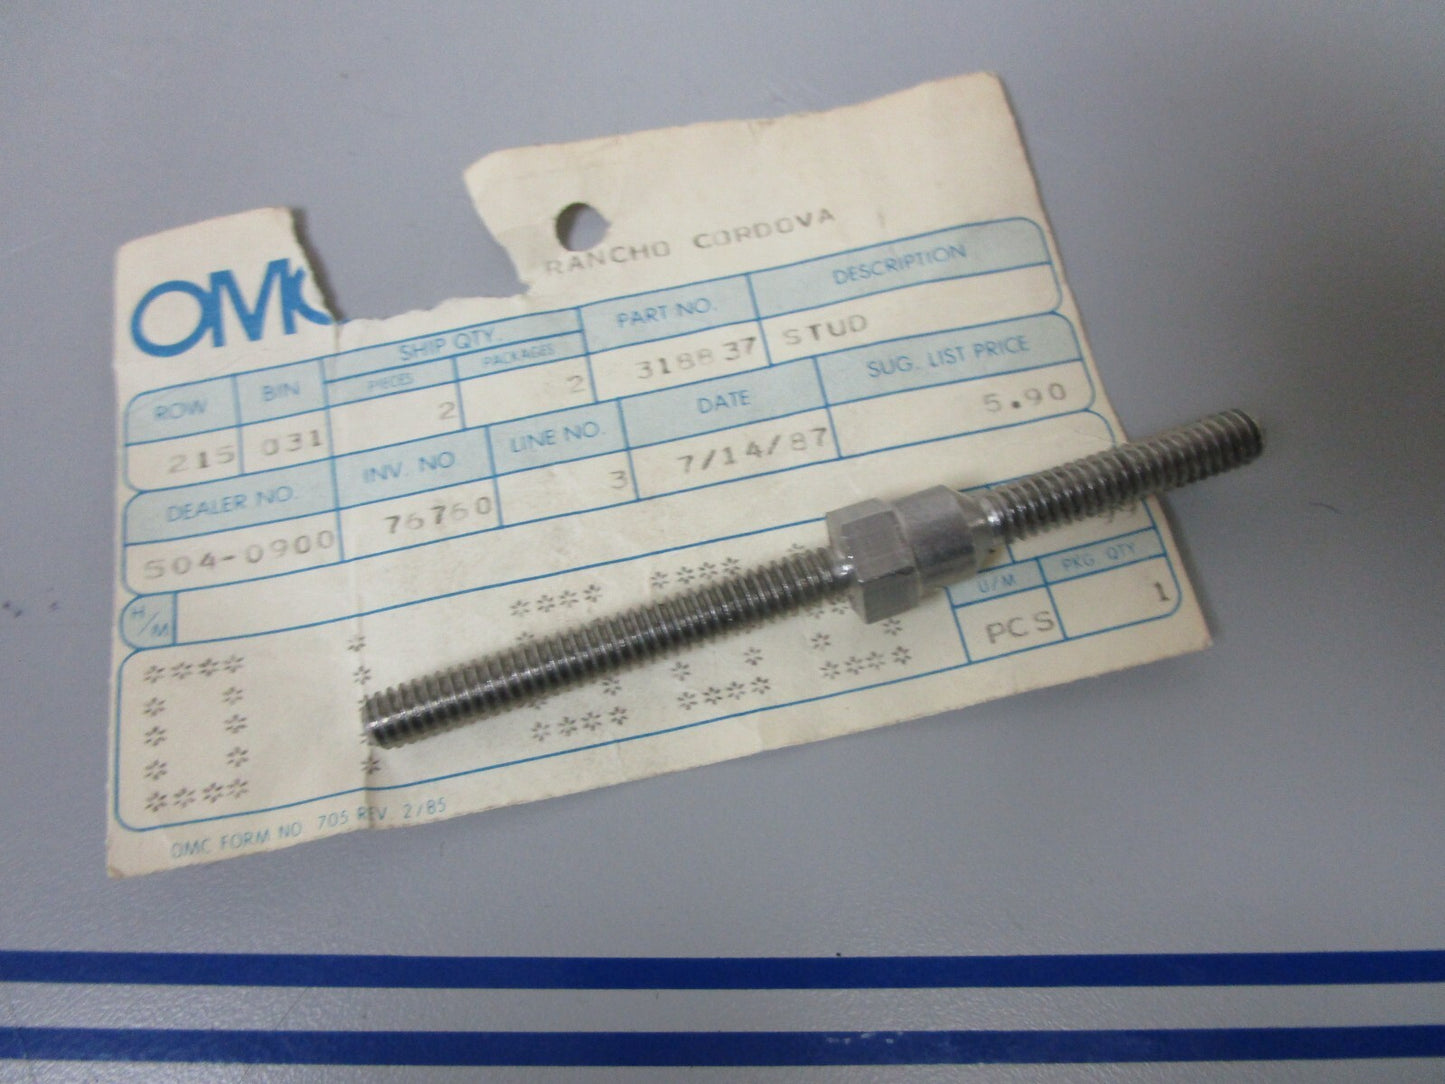 OMC
RANCHO CORDOVA
ROW BIN SHIP QTY. PIECES PACKAGES PART NO. DESCRIPTION
215 031 2 2 318837 STUD
DEALER NO. INV. NO LINE NO. DATE SUG. LIST PRICE
504-0900 76760 3 7/14/87 5.90
H/M U/M PKG. QTY
PCS 1
**** **** ****
OMC FORM NO 705 REV. 2/85